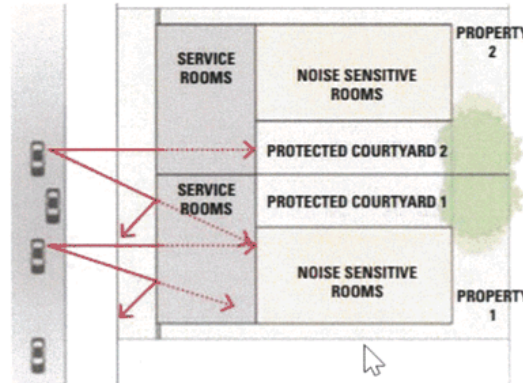 PROPERTY
2
SERVICE
ROOMS
NOISE SENSITIVE
ROOMS
PROTECTED COURTYARD 2
SERVICE
ROOMS
PROTECTED COURTYARD 1
NOISE SENSITIVE
ROOMS
PROPERTY
1